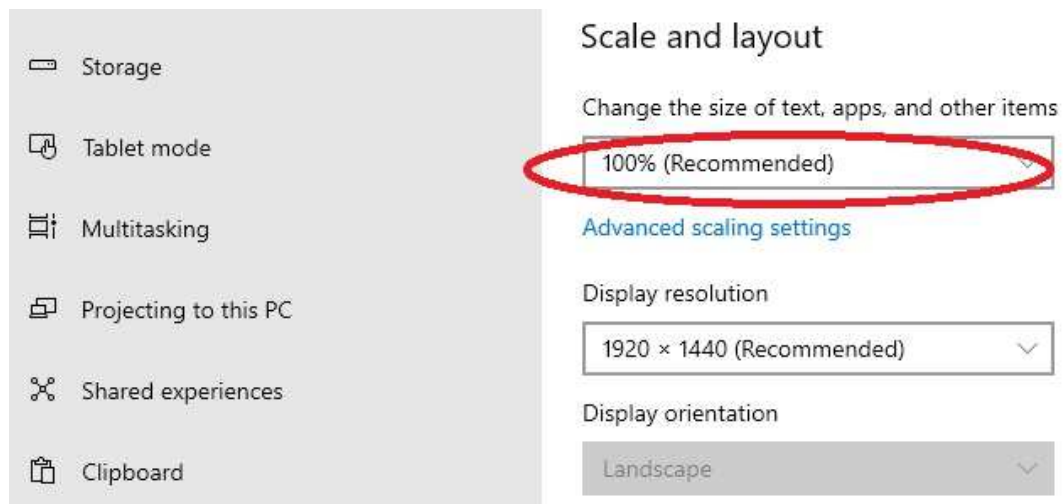 Storage
Tablet mode
Multitasking
Projecting to this PC
Shared experiences
Clipboard
Scale and layout
Change the size of text, apps, and other items
100% (Recommended)
Advanced scaling settings
Display resolution
1920 × 1440 (Recommended)
Display orientation
Landscape